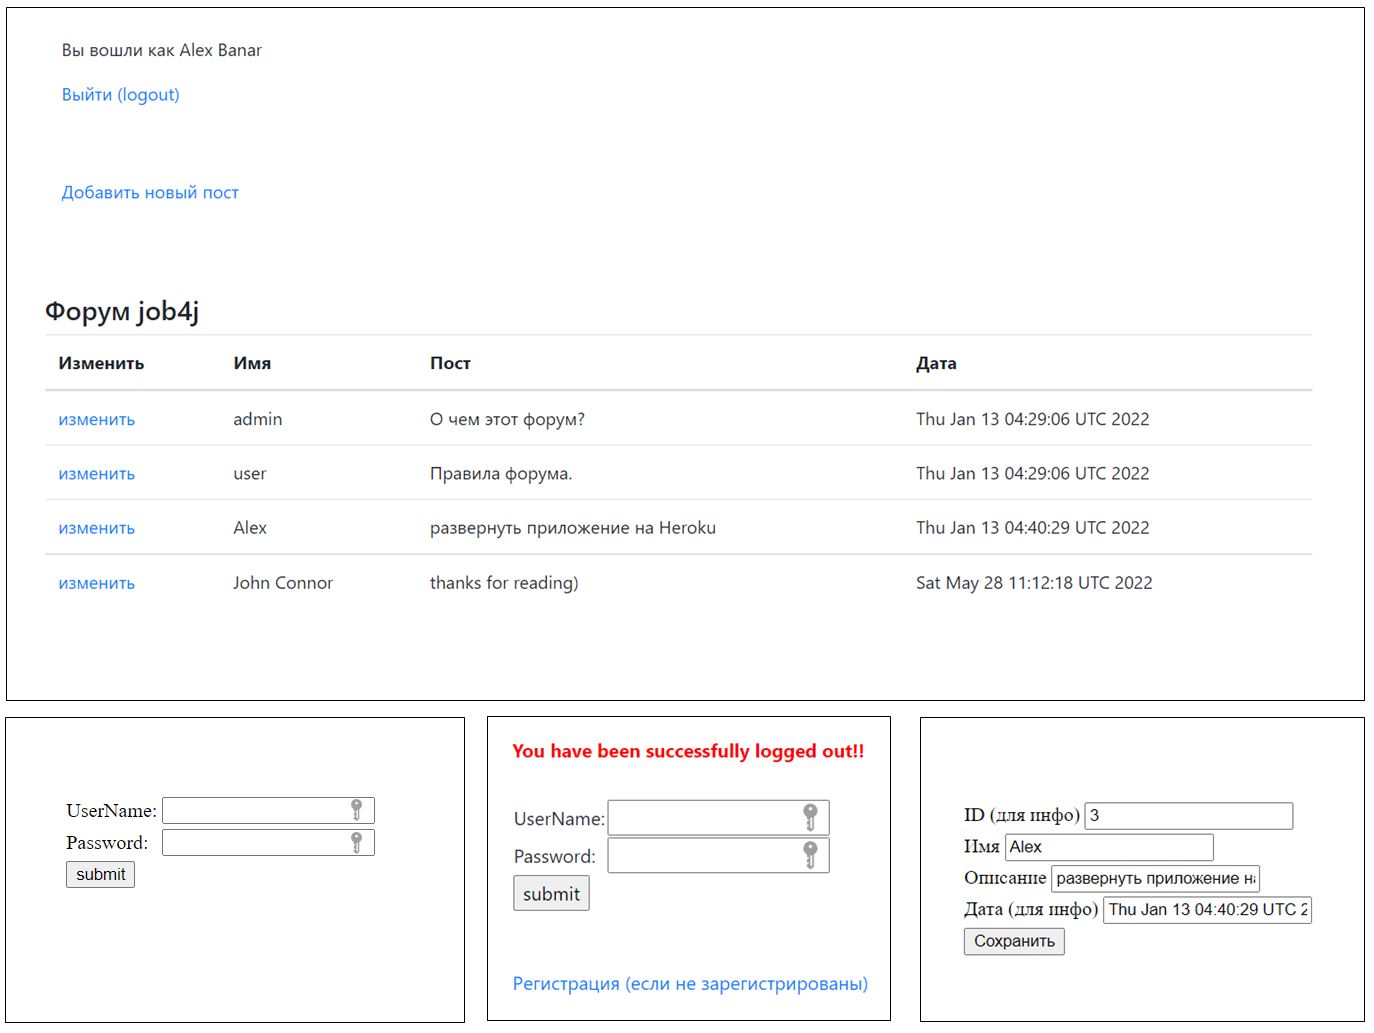 Вы вошли как Alex Banar
Выйти (logout)
Добавить новый пост
Форум job4j
Изменить Имя Пост Дата
изменить admin О чем этот форум? Thu Jan 13 04:29:06 UTC 2022
изменить user Правила форума. Thu Jan 13 04:29:06 UTC 2022
изменить Alex развернуть приложение на Heroku Thu Jan 13 04:40:29 UTC 2022
изменить John Connor thanks for reading) Sat May 28 11:12:18 UTC 2022
UserName:
Password:
submit
You have been successfully logged out!!
UserName:
Password:
submit
Регистрация (если не зарегистрированы)
ID (для инфо) 3
Имя Alex
Описание развернуть приложение на
Дата (для инфо) Thu Jan 13 04:40:29 UTC 2
Сохранить